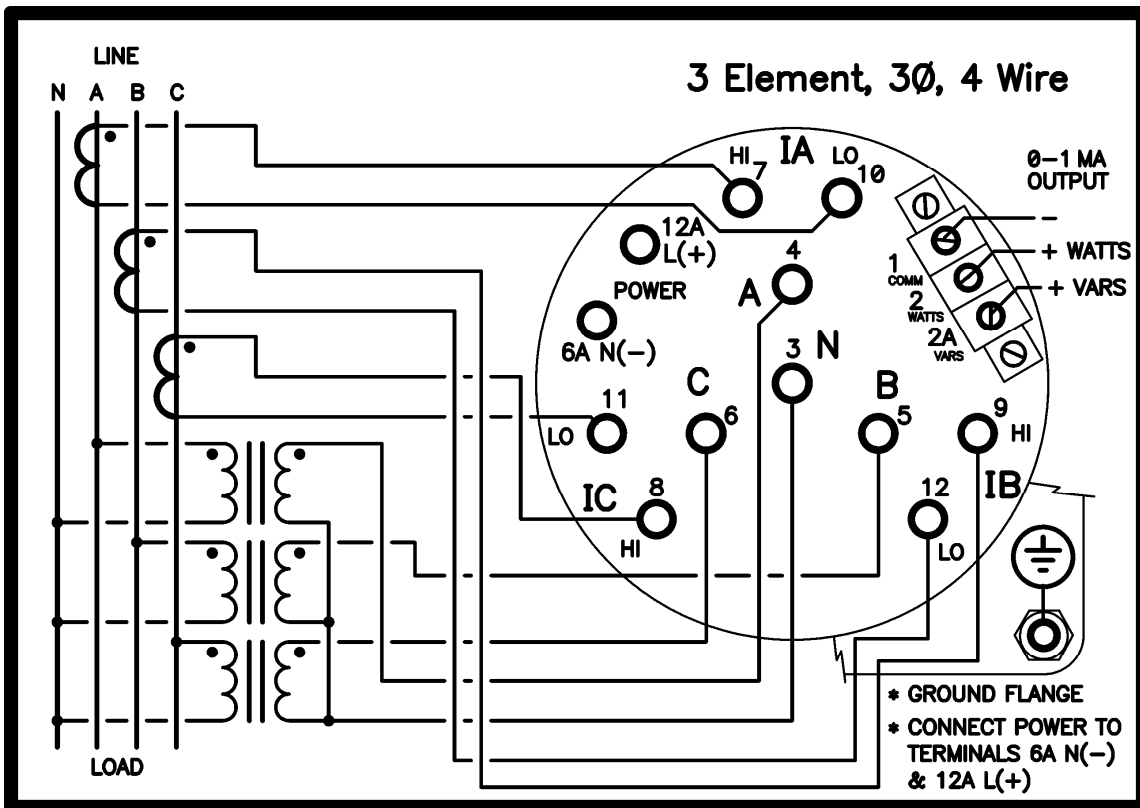 LINE
N A B C
3 Element, 3Ø, 4 Wire
HI IA LO
7 10
0-1 MA
OUTPUT
-
+ WATTS
+ VARS
12A
L(+)
POWER
6A N(-)
4
A
1
COMM
2
WATTS
2A
VARS
3 N
C
B
11
LO
6
5
9
HI
IC
8
HI
12
LO
IB
LOAD
* GROUND FLANGE
* CONNECT POWER TO
TERMINALS 6A N(-)
& 12A L(+)